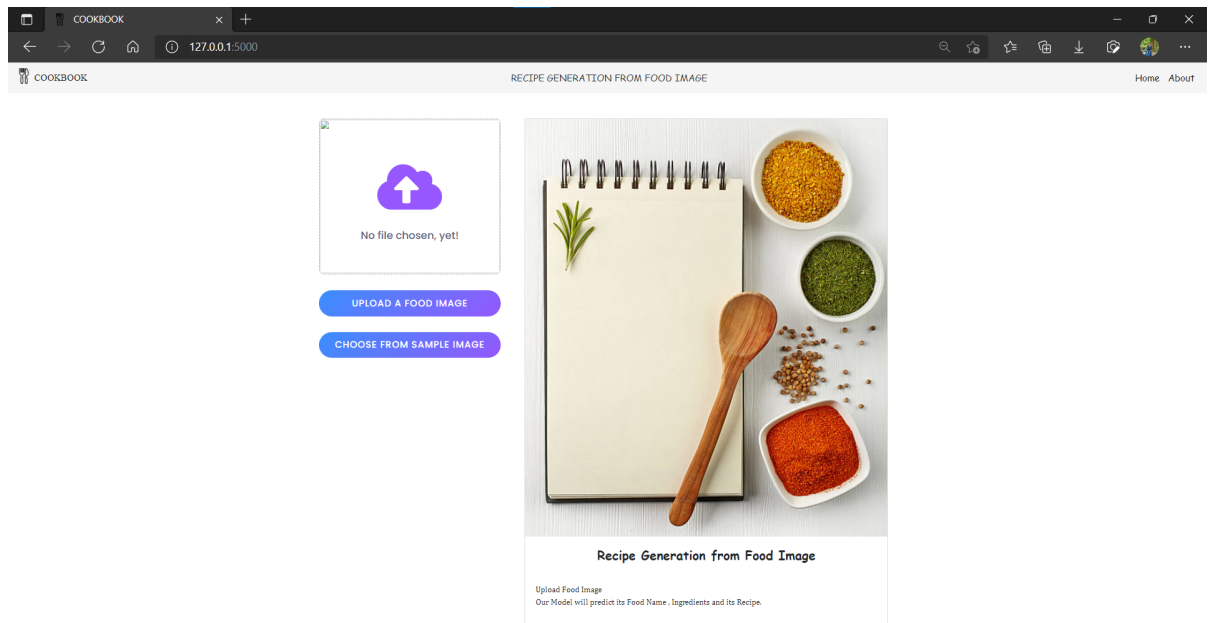 COOKBOOK
127.0.0.1:5000
COOKBOOK
RECIPE GENERATION FROM FOOD IMAGE
Home About
No file chosen, yet!
UPLOAD A FOOD IMAGE
CHOOSE FROM SAMPLE IMAGE
Recipe Generation from Food Image
Upload Food Image
Our Model will predict its Food Name , Ingredients and its Recipe.